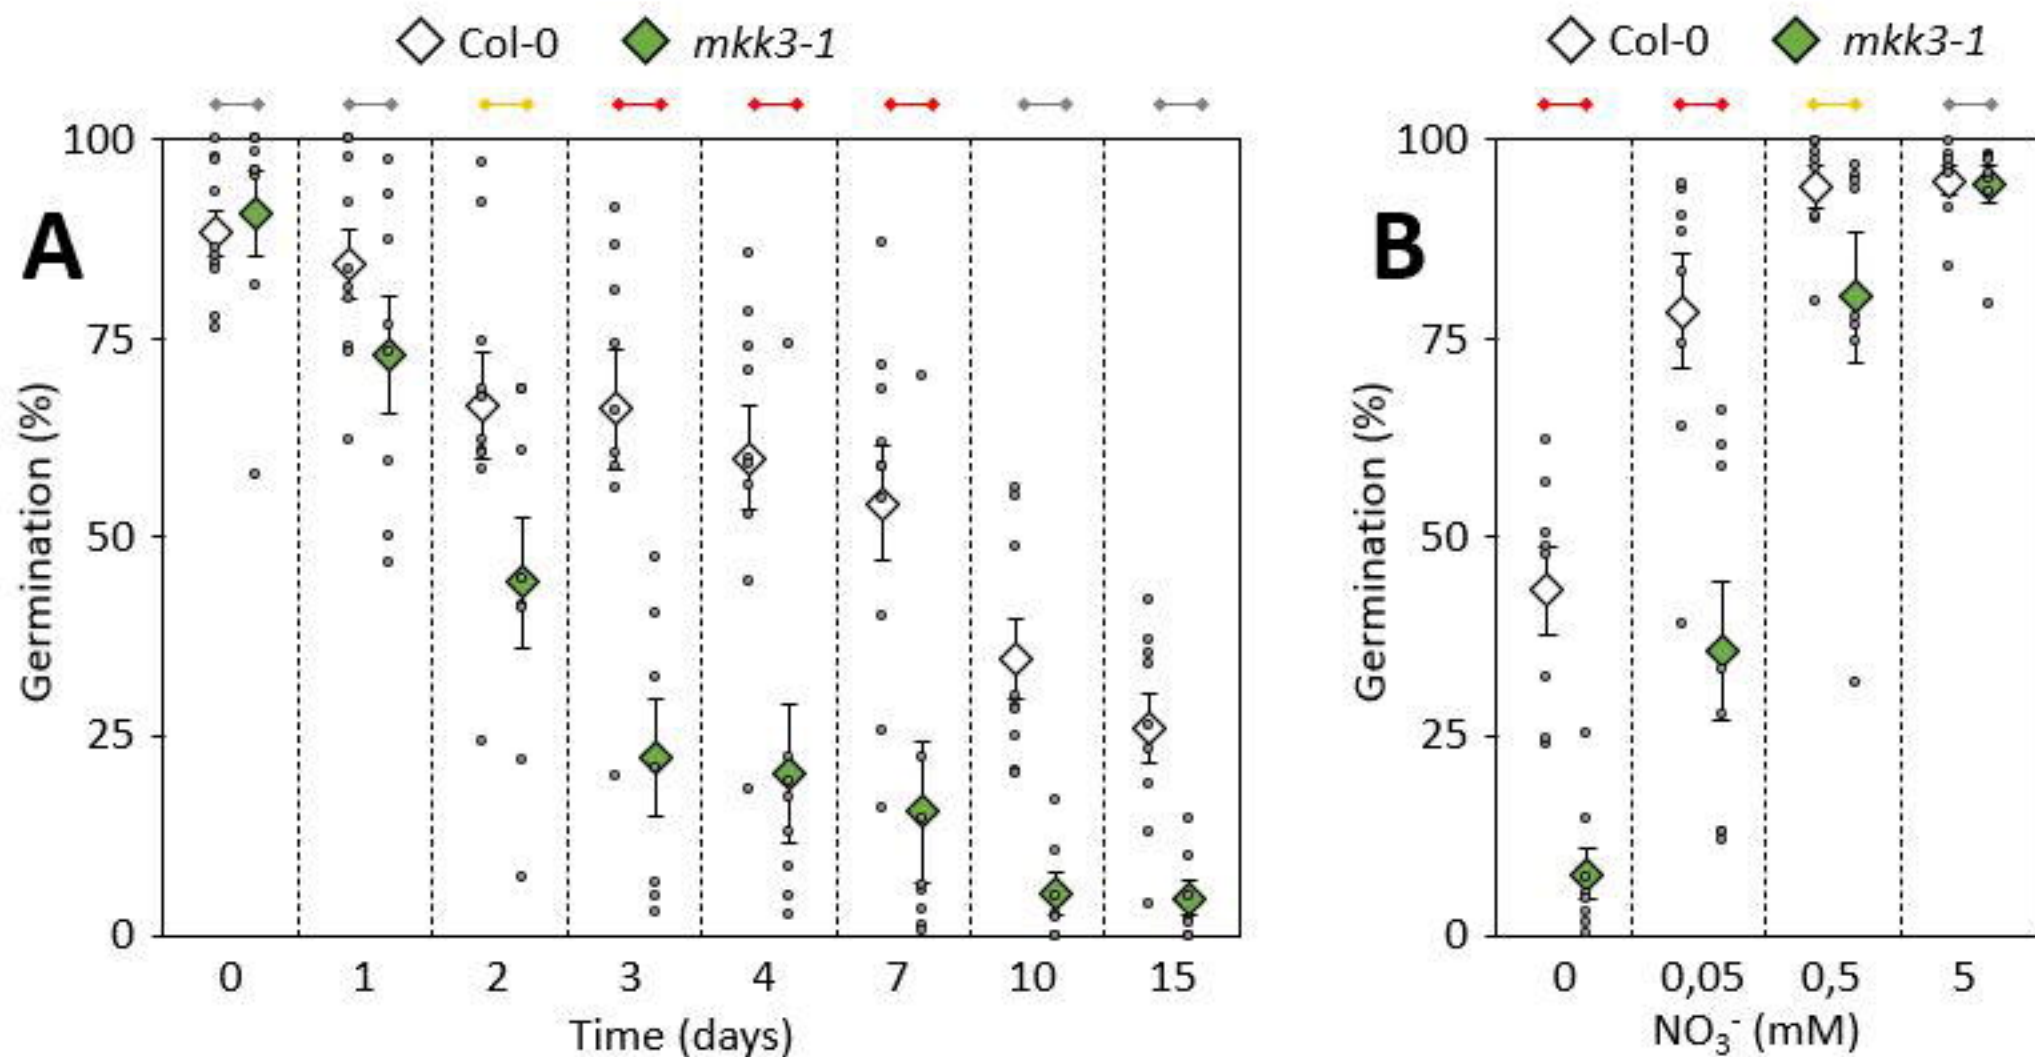 Col-0 mkk3-1
A
Germination (%)
100
75
50
25
0
0 1 2 3 4 7 10 15
Time (days)
Col-0 mkk3-1
B
Germination (%)
100
75
50
25
0
0 0,05 0,5 5
NO₃⁻ (mM)